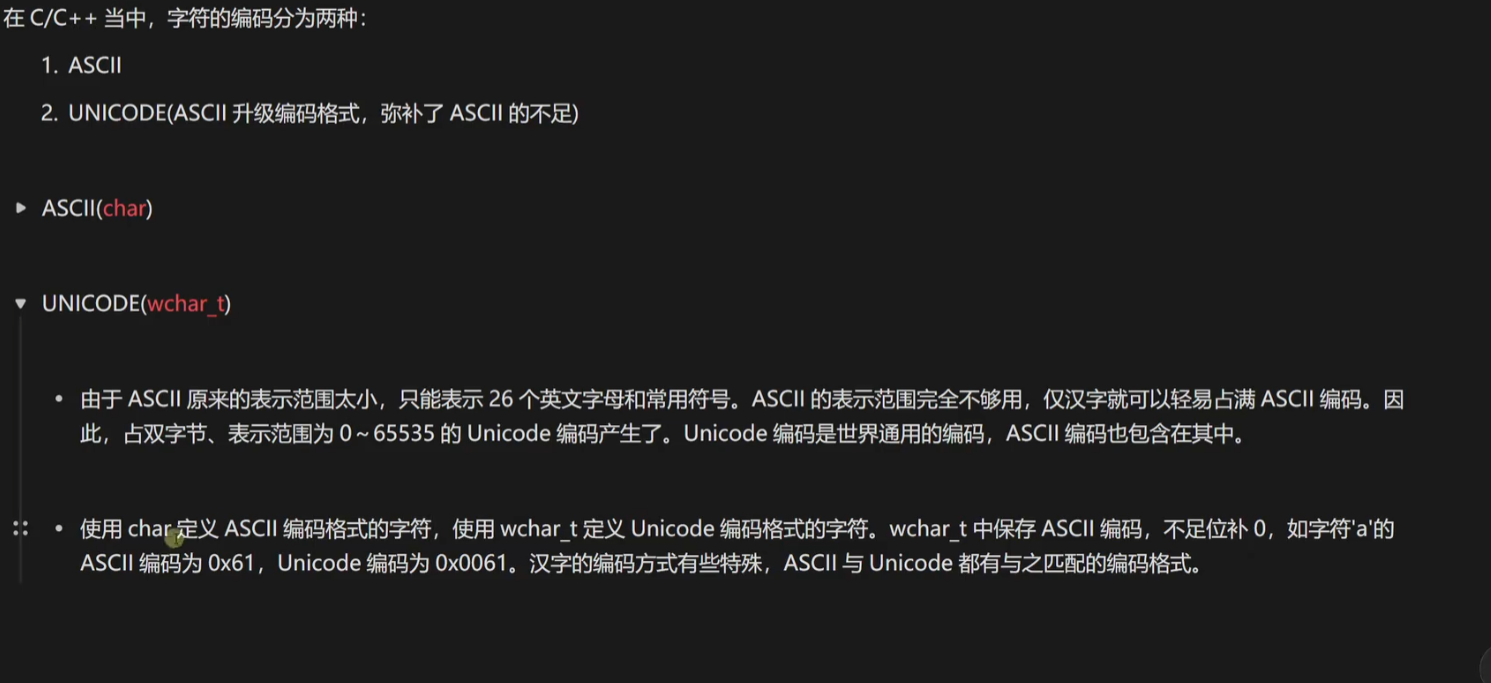 在 C/C++ 当中，字符的编码分为两种：
1. ASCII
2. UNICODE(ASCII 升级编码格式，弥补了 ASCII 的不足)
ASCII(char)
UNICODE(wchar_t)
• 由于 ASCII 原来的表示范围太小，只能表示 26 个英文字母和常用符号。ASCII 的表示范围完全不够用，仅汉字就可以轻易占满 ASCII 编码。因
此，占双字节、表示范围为 0～65535 的 Unicode 编码产生了。Unicode 编码是世界通用的编码，ASCII 编码也包含在其中。
• 使用 char 定义 ASCII 编码格式的字符，使用 wchar_t 定义 Unicode 编码格式的字符。wchar_t 中保存 ASCII 编码，不足位补 0，如字符'a'的
ASCII 编码为 0x61，Unicode 编码为 0x0061。汉字的编码方式有些特殊，ASCII 与 Unicode 都有与之匹配的编码格式。